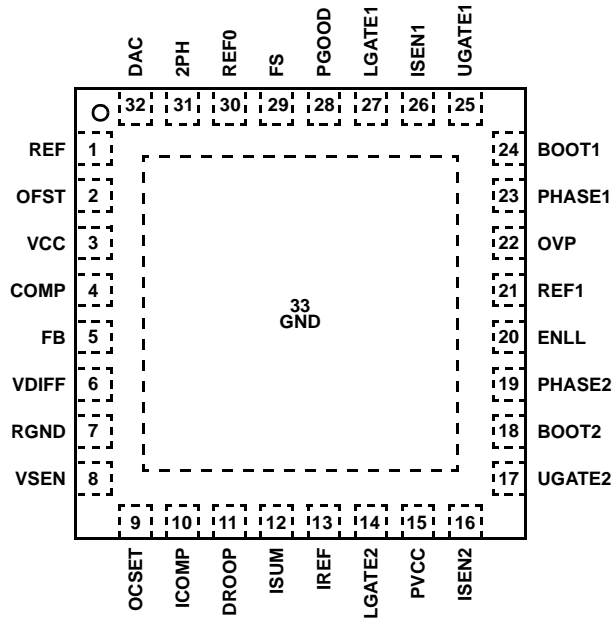 DAC
2PH
REF0
FS
PGOOD
LGATE1
ISEN1
UGATE1
32
31
30
29
28
27
26
25
REF 1
24 BOOT1
OFST 2
23 PHASE1
VCC 3
22 OVP
COMP 4
21 REF1
33
GND
FB 5
20 ENLL
VDIFF 6
19 PHASE2
RGND 7
18 BOOT2
VSEN 8
17 UGATE2
9
10
11
12
13
14
15
16
OCSET
ICOMP
DROOP
ISUM
IREF
LGATE2
PVCC
ISEN2